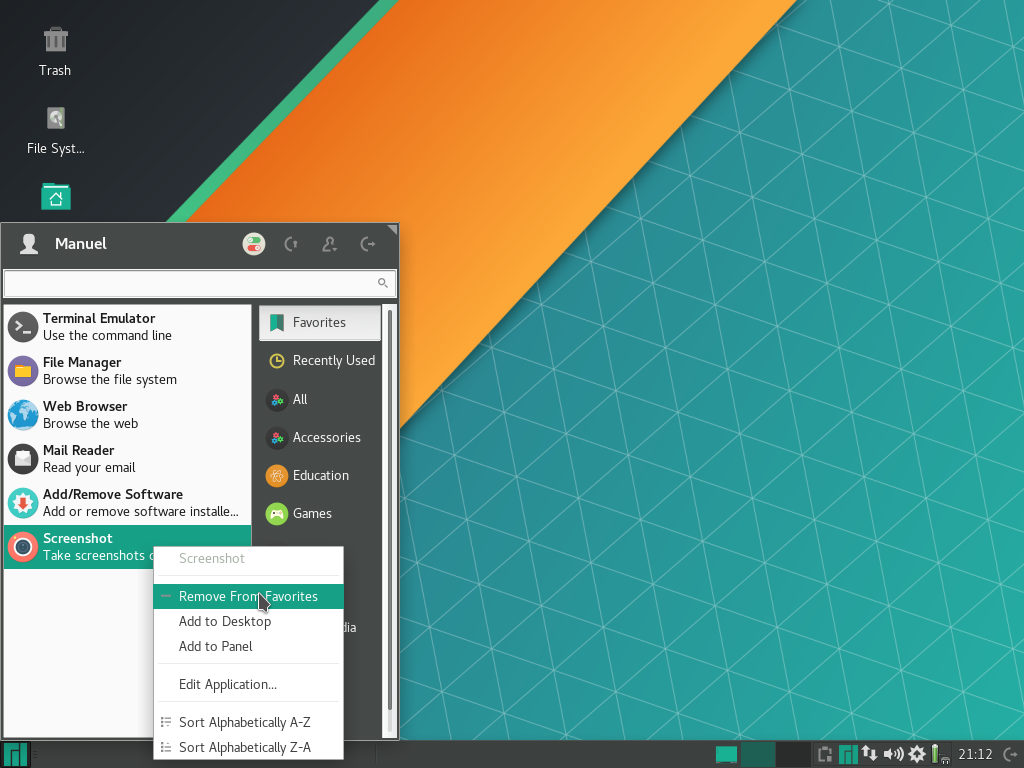 Trash
File Syst...
Manuel
Terminal Emulator
Use the command line
File Manager
Browse the file system
Web Browser
Browse the web
Mail Reader
Read your email
Add/Remove Software
Add or remove software installe...
Screenshot
Take screenshots
Favorites
Recently Used
All
Accessories
Education
Games
dia
Screenshot
Remove From Favorites
Add to Desktop
Add to Panel
Edit Application...
Sort Alphabetically A-Z
Sort Alphabetically Z-A
21:12